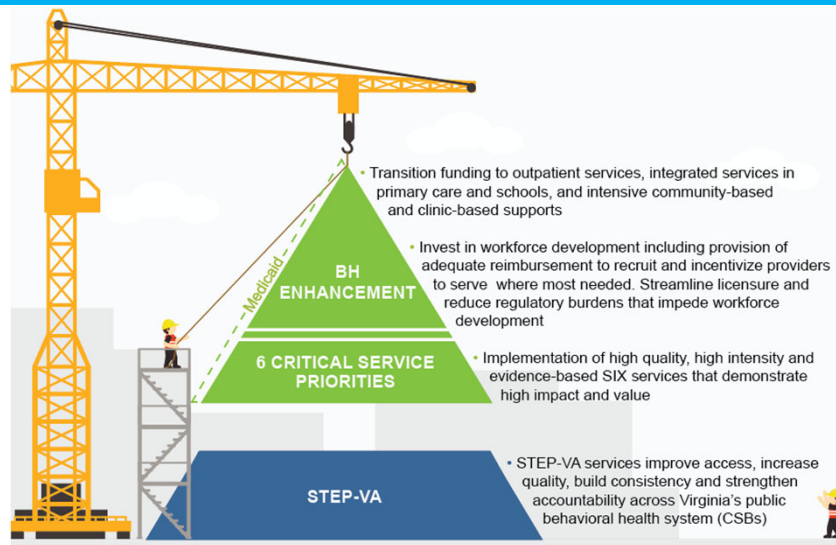 • Transition funding to outpatient services, integrated services in
primary care and schools, and intensive community-based
and clinic-based supports
Medicaid
BH
ENHANCEMENT
• Invest in workforce development including provision of
adequate reimbursement to recruit and incentivize providers
to serve where most needed. Streamline licensure and
reduce regulatory burdens that impede workforce
development
6 CRITICAL SERVICE
PRIORITIES
• Implementation of high quality, high intensity and
evidence-based SIX services that demonstrate
high impact and value
STEP-VA
• STEP-VA services improve access, increase
quality, build consistency and strengthen
accountability across Virginia's public
behavioral health system (CSBs)